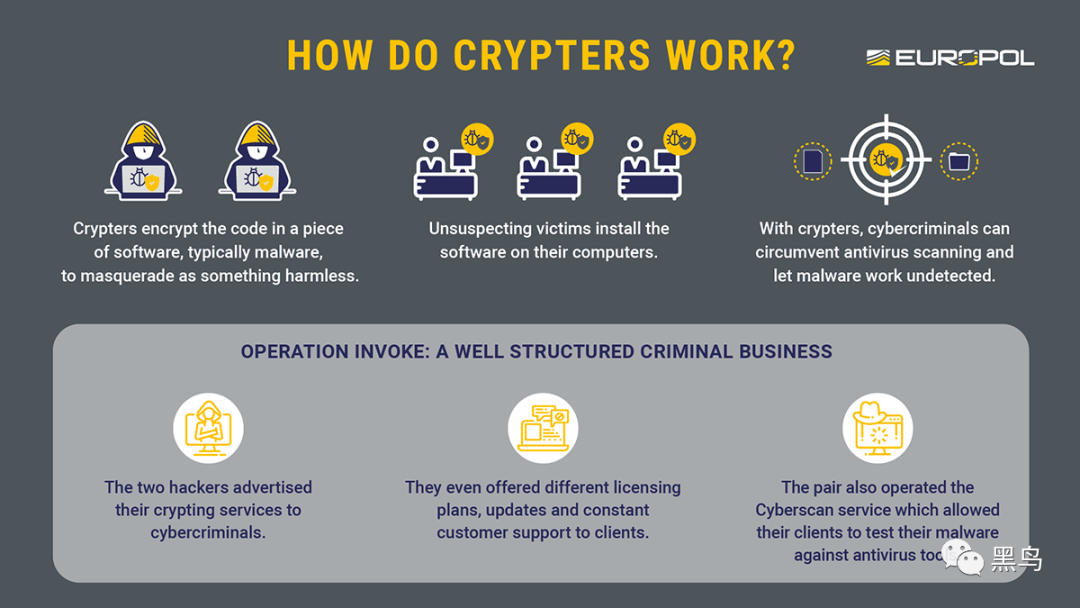 HOW DO CRYPTERS WORK?
EUROPOL
Crypters encrypt the code in a piece
of software, typically malware,
to masquerade as something harmless.
Unsuspecting victims install the
software on their computers.
With crypters, cybercriminals can
circumvent antivirus scanning and
let malware work undetected.
OPERATION INVOKE: A WELL STRUCTURED CRIMINAL BUSINESS
The two hackers advertised
their crypting services to
cybercriminals.
They even offered different licensing
plans, updates and constant
customer support to clients.
The pair also operated the
Cyberscan service which allowed
their clients to test their malware
against antivirus
黑鸟